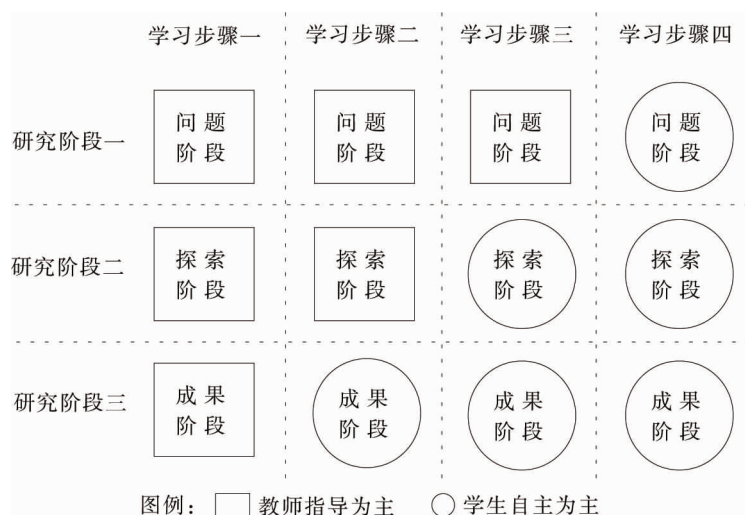 学习步骤一 学习步骤二 学习步骤三 学习步骤四
研究阶段一
问题
阶段
问题
阶段
问题
阶段
问题
阶段
研究阶段二
探索
阶段
探索
阶段
探索
阶段
探索
阶段
研究阶段三
成果
阶段
成果
阶段
成果
阶段
成果
阶段
图例： 教师指导为主 学生自主为主